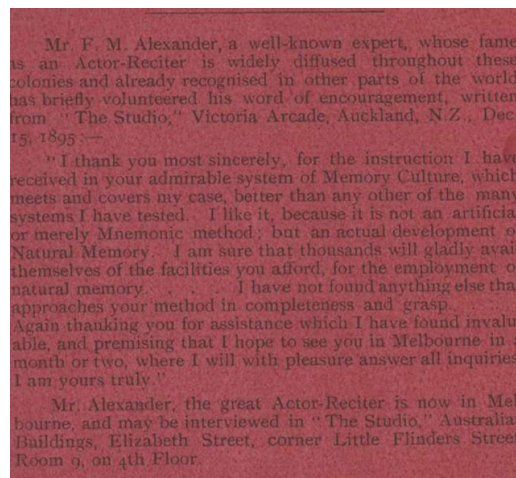 Mr. F. M. Alexander, a well-known expert, whose fame
as an Actor-Reciter is widely diffused throughout these
colonies and already recognised in other parts of the world
has briefly volunteered his word of encouragement, written
from "The Studio," Victoria Arcade, Auckland, N.Z., Dec.
15, 1895:—
"I thank you most sincerely, for the instruction I have
received in your admirable system of Memory Culture, which
meets and covers my case, better than any other of the many
systems I have tested. I like it, because it is not an artificia
or merely Mnemonic method; but an actual development o
Natural Memory. I am sure that thousands will gladly avai
themselves of the facilities you afford, for the employment o
natural memory. . . . . I have not found anything else tha
approaches your method in completeness and grasp.
Again thanking you for assistance which I have found invalu
able, and premising that I hope to see you in Melbourne in a
month or two, where I will with pleasure answer all inquiries
I am yours truly."
Mr. Alexander, the great Actor-Reciter is now in Mel
bourne, and may be interviewed in "The Studio," Australia
Buildings, Elizabeth Street, corner Little Flinders Street
Room 9, on 4th Floor.